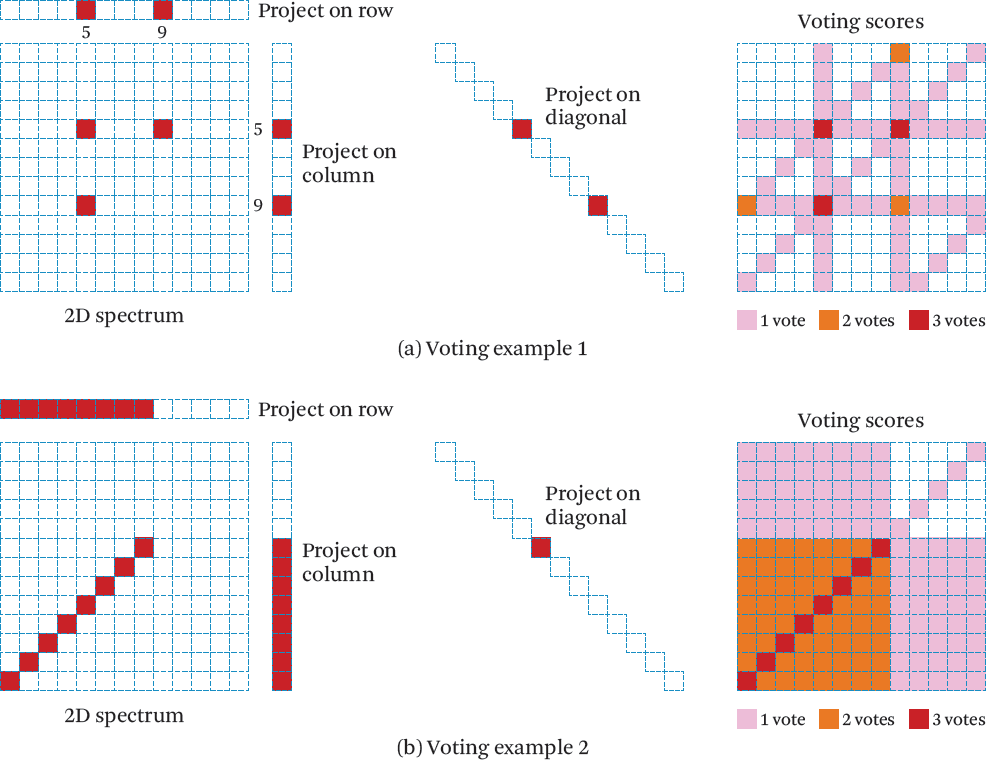 Project on row
5 9
Voting scores
Project on
diagonal
5
Project on
column
9
2D spectrum
1 vote 2 votes 3 votes
(a) Voting example 1
Project on row
Voting scores
Project on
diagonal
Project on
column
2D spectrum
1 vote 2 votes 3 votes
(b) Voting example 2